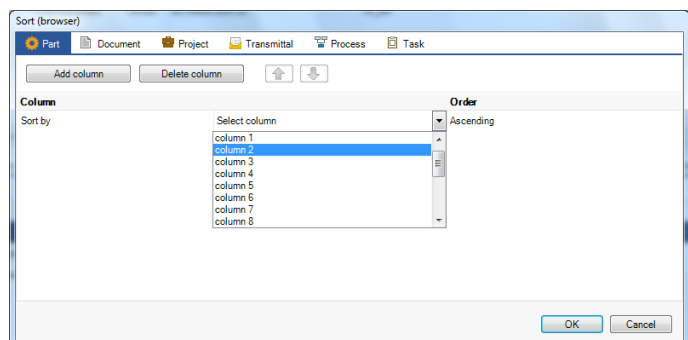 Sort (browser)
Part Document Project Transmittal Process Task
Add column Delete column
Column Order
Sort by Select column Ascending
column 1
column 2
column 3
column 4
column 5
column 6
column 7
column 8
OK Cancel